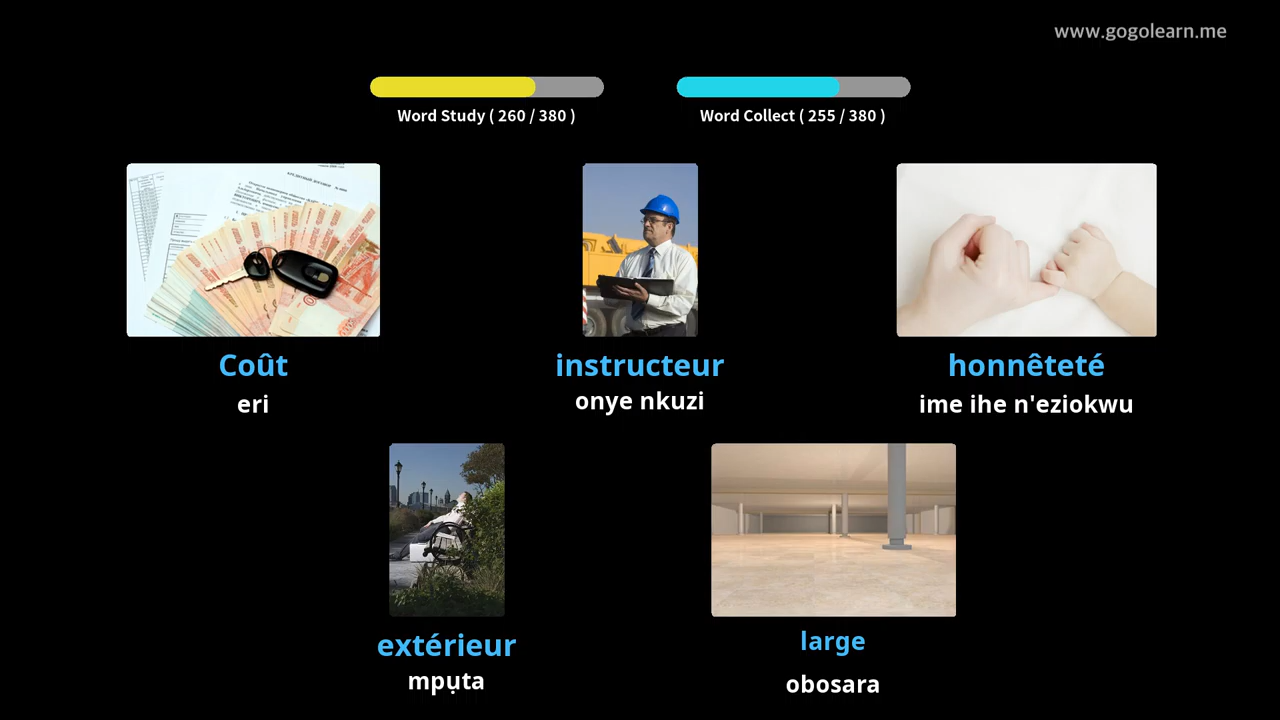 www.gogolearn.me
Word Study ( 260 / 380 )
Word Collect ( 255 / 380 )
Coût
instructeur
honnêteté
eri
onye nkuzi
ime ihe n'eziokwu
extérieur
large
mpụta
obosara